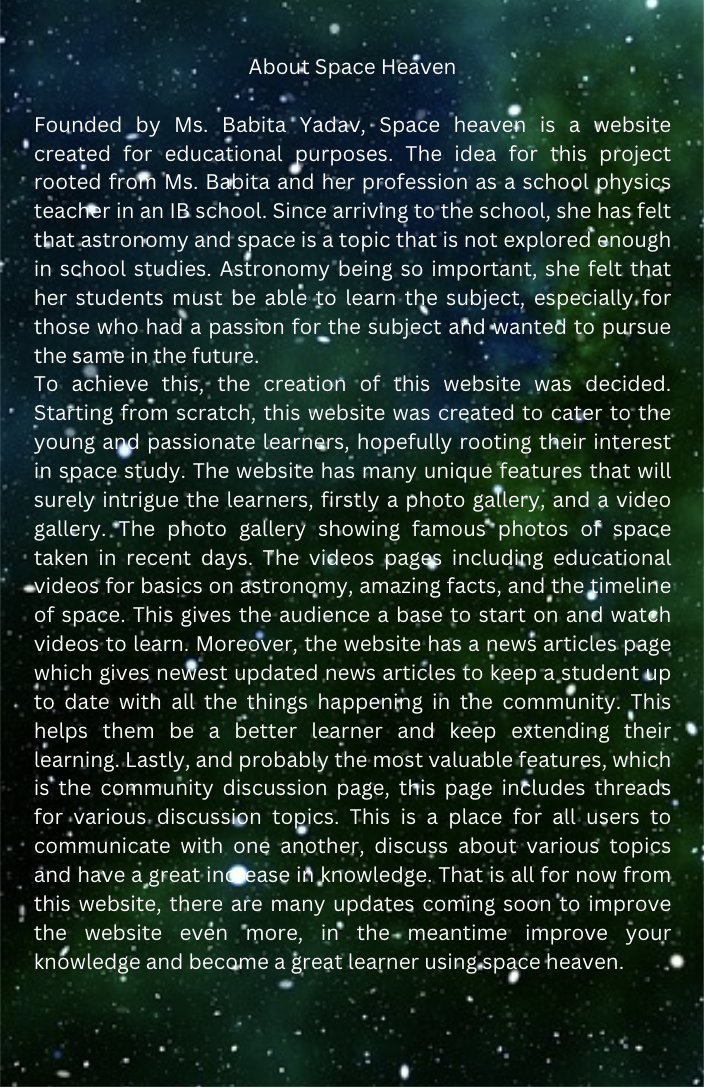 About Space Heaven
Founded by Ms. Babita Yadav, Space heaven is a website
created for educational purposes. The idea for this project
rooted from Ms. Babita and her profession as a school physics
teacher in an IB school. Since arriving to the school, she has felt
that astronomy and space is a topic that is not explored enough
in school studies. Astronomy being so important, she felt that
her students must be able to learn the subject, especially for
those who had a passion for the subject and wanted to pursue
the same in the future.
To achieve this, the creation of this website was decided.
Starting from scratch, this website was created to cater to the
young and passionate learners, hopefully rooting their interest
in space study. The website has many unique features that will
surely intrigue the learners, firstly a photo gallery, and a video
gallery. The photo gallery showing famous photos of space
taken in recent days. The videos pages including educational
videos for basics on astronomy, amazing facts, and the timeline
of space. This gives the audience a base to start on and watch
videos to learn. Moreover, the website has a news articles page
which gives newest updated news articles to keep a student up
to date with all the things happening in the community. This
helps them be a better learner and keep extending their
learning. Lastly, and probably the most valuable features, which
is the community discussion page, this page includes threads
for various discussion topics. This is a place for all users to
communicate with one another, discuss about various topics
and have a great increase in knowledge. That is all for now from
this website, there are many updates coming soon to improve
the website even more, in the meantime improve your
knowledge and become a great learner using space heaven.